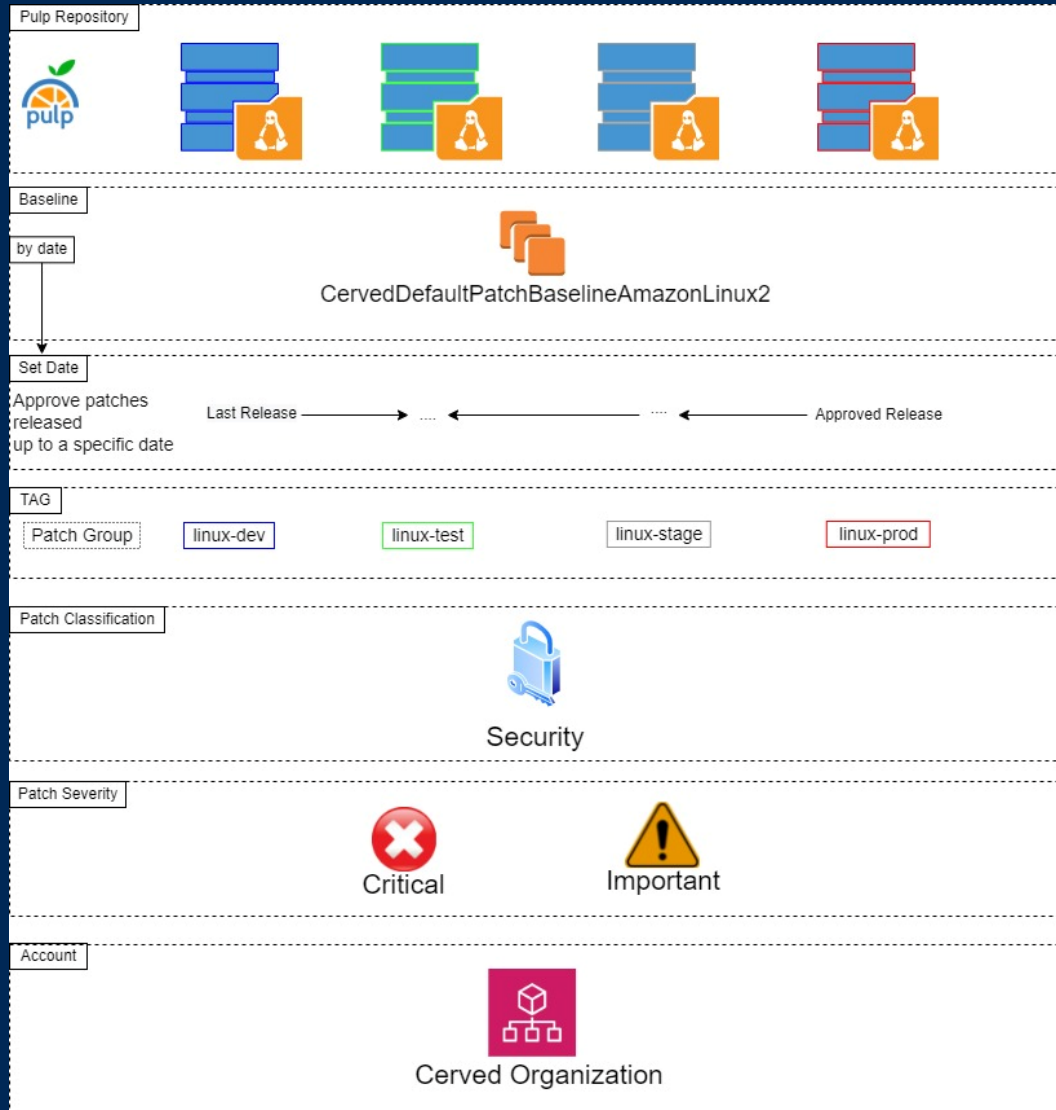 Pulp Repository
pulp
Baseline
by date
CervedDefaultPatchBaselineAmazonLinux2
Set Date
Approve patches
released
up to a specific date
Last Release .... .... Approved Release
TAG
Patch Group linux-dev linux-test linux-stage linux-prod
Patch Classification
Security
Patch Severity
Critical Important
Account
Cerved Organization